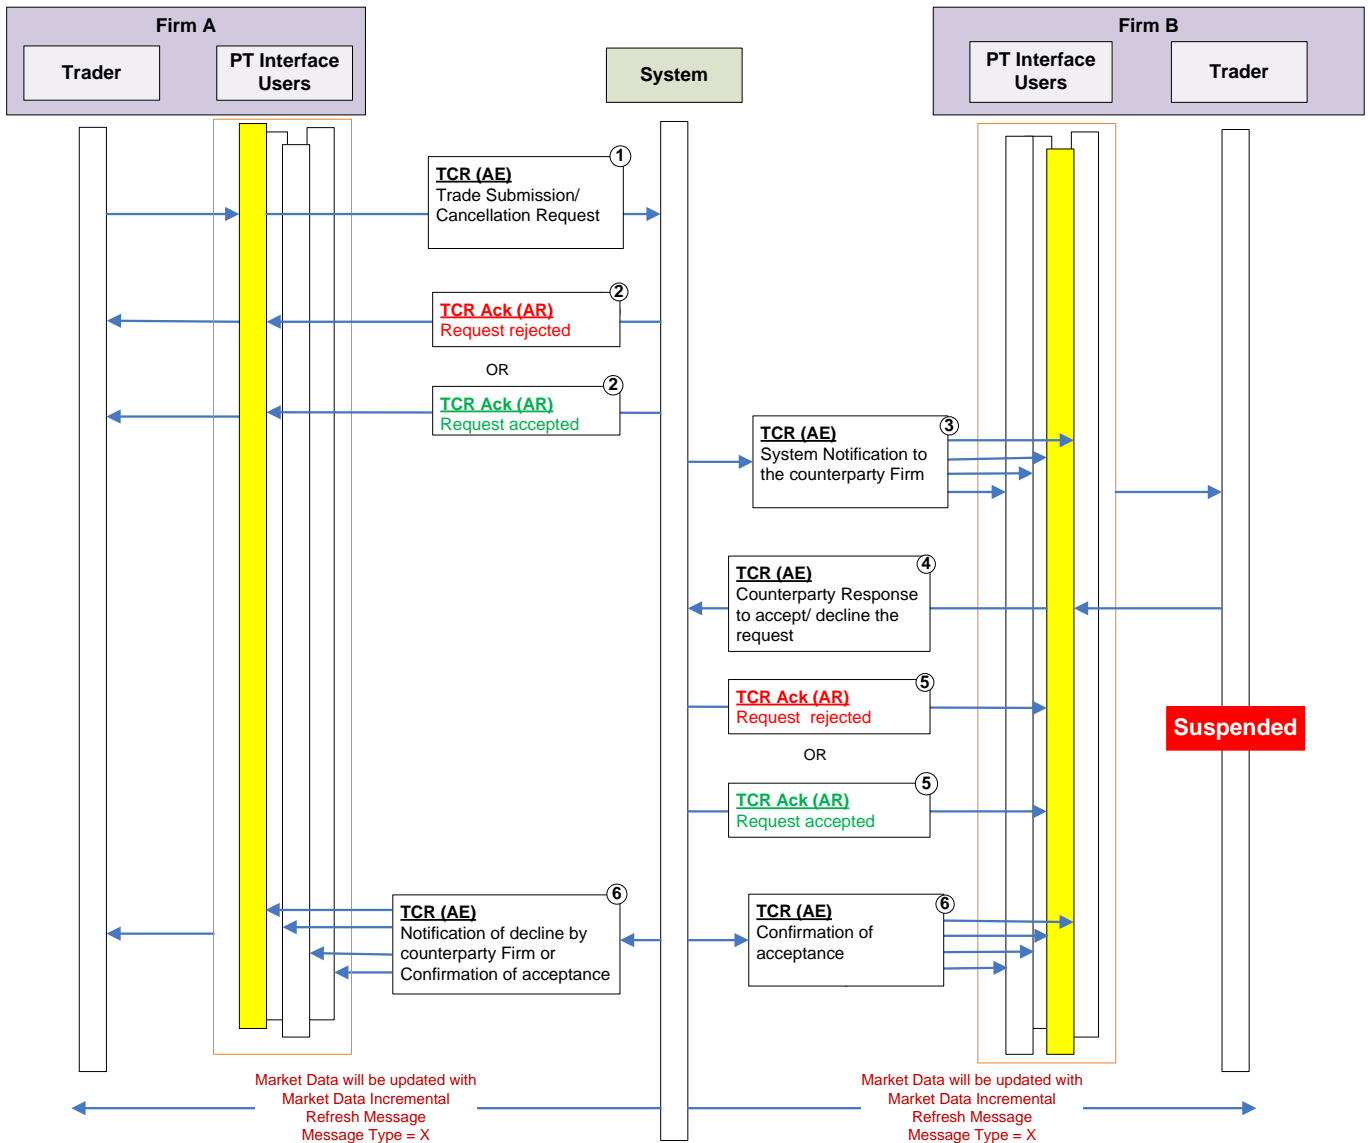 Firm A
Trader
PT Interface
Users
System
Firm B
PT Interface
Users
Trader
1
TCR (AE)
Trade Submission/
Cancellation Request
2
TCR Ack (AR)
Request rejected
OR
2
TCR Ack (AR)
Request accepted
3
TCR (AE)
System Notification to
the counterparty Firm
4
TCR (AE)
Counterparty Response
to accept/ decline the
request
5
TCR Ack (AR)
Request rejected
Suspended
OR
5
TCR Ack (AR)
Request accepted
6
TCR (AE)
Notification of decline by
counterparty Firm or
Confirmation of acceptance
6
TCR (AE)
Confirmation of
acceptance
Market Data will be updated with
Market Data Incremental
Refresh Message
Message Type = X
Market Data will be updated with
Market Data Incremental
Refresh Message
Message Type = X